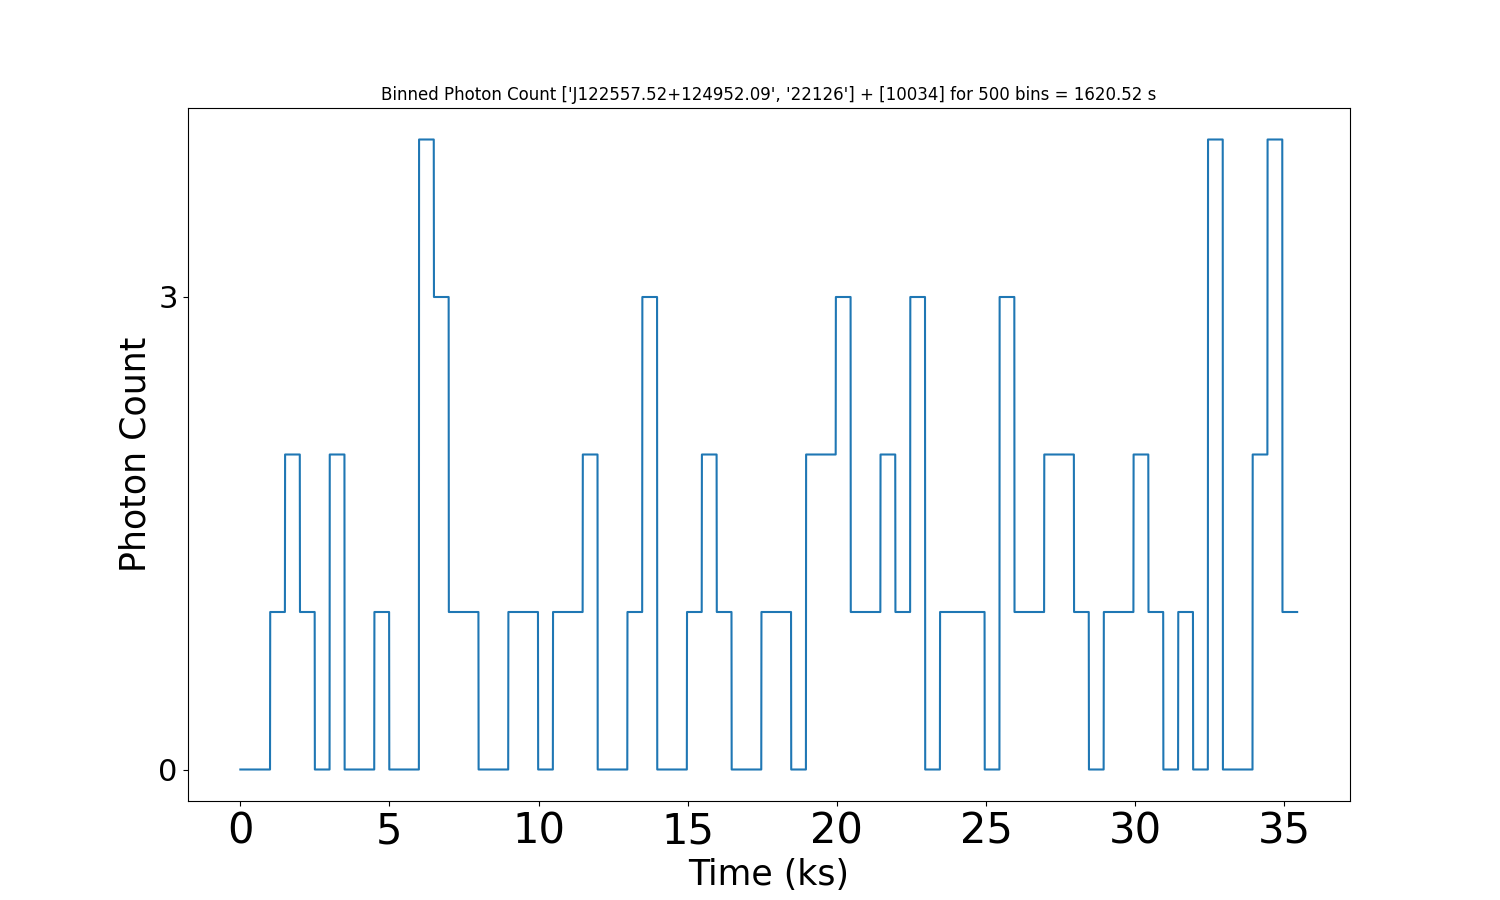 Binned Photon Count ['J122557.52+124952.09', '22126'] + [10034] for 500 bins = 1620.52 s
3
Photon Count
0
0 5 10 15 20 25 30 35
Time (ks)